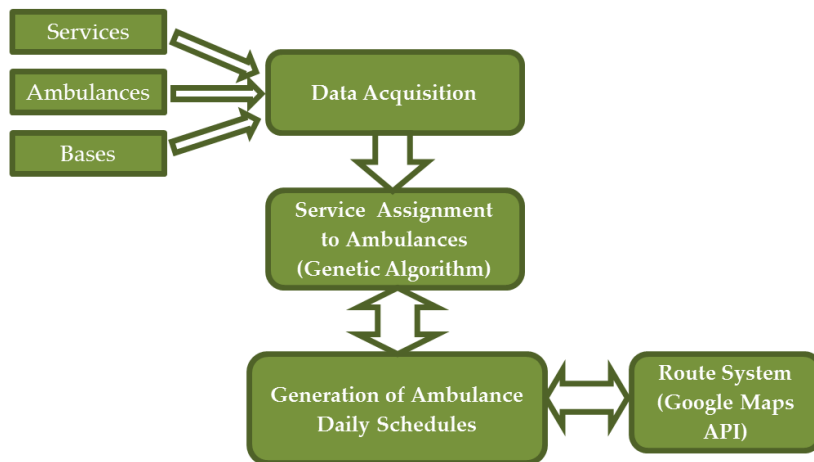 Services
Ambulances
Bases
Data Acquisition
Service Assignment
to Ambulances
(Genetic Algorithm)
Generation of Ambulance
Daily Schedules
Route System
(Google Maps
API)